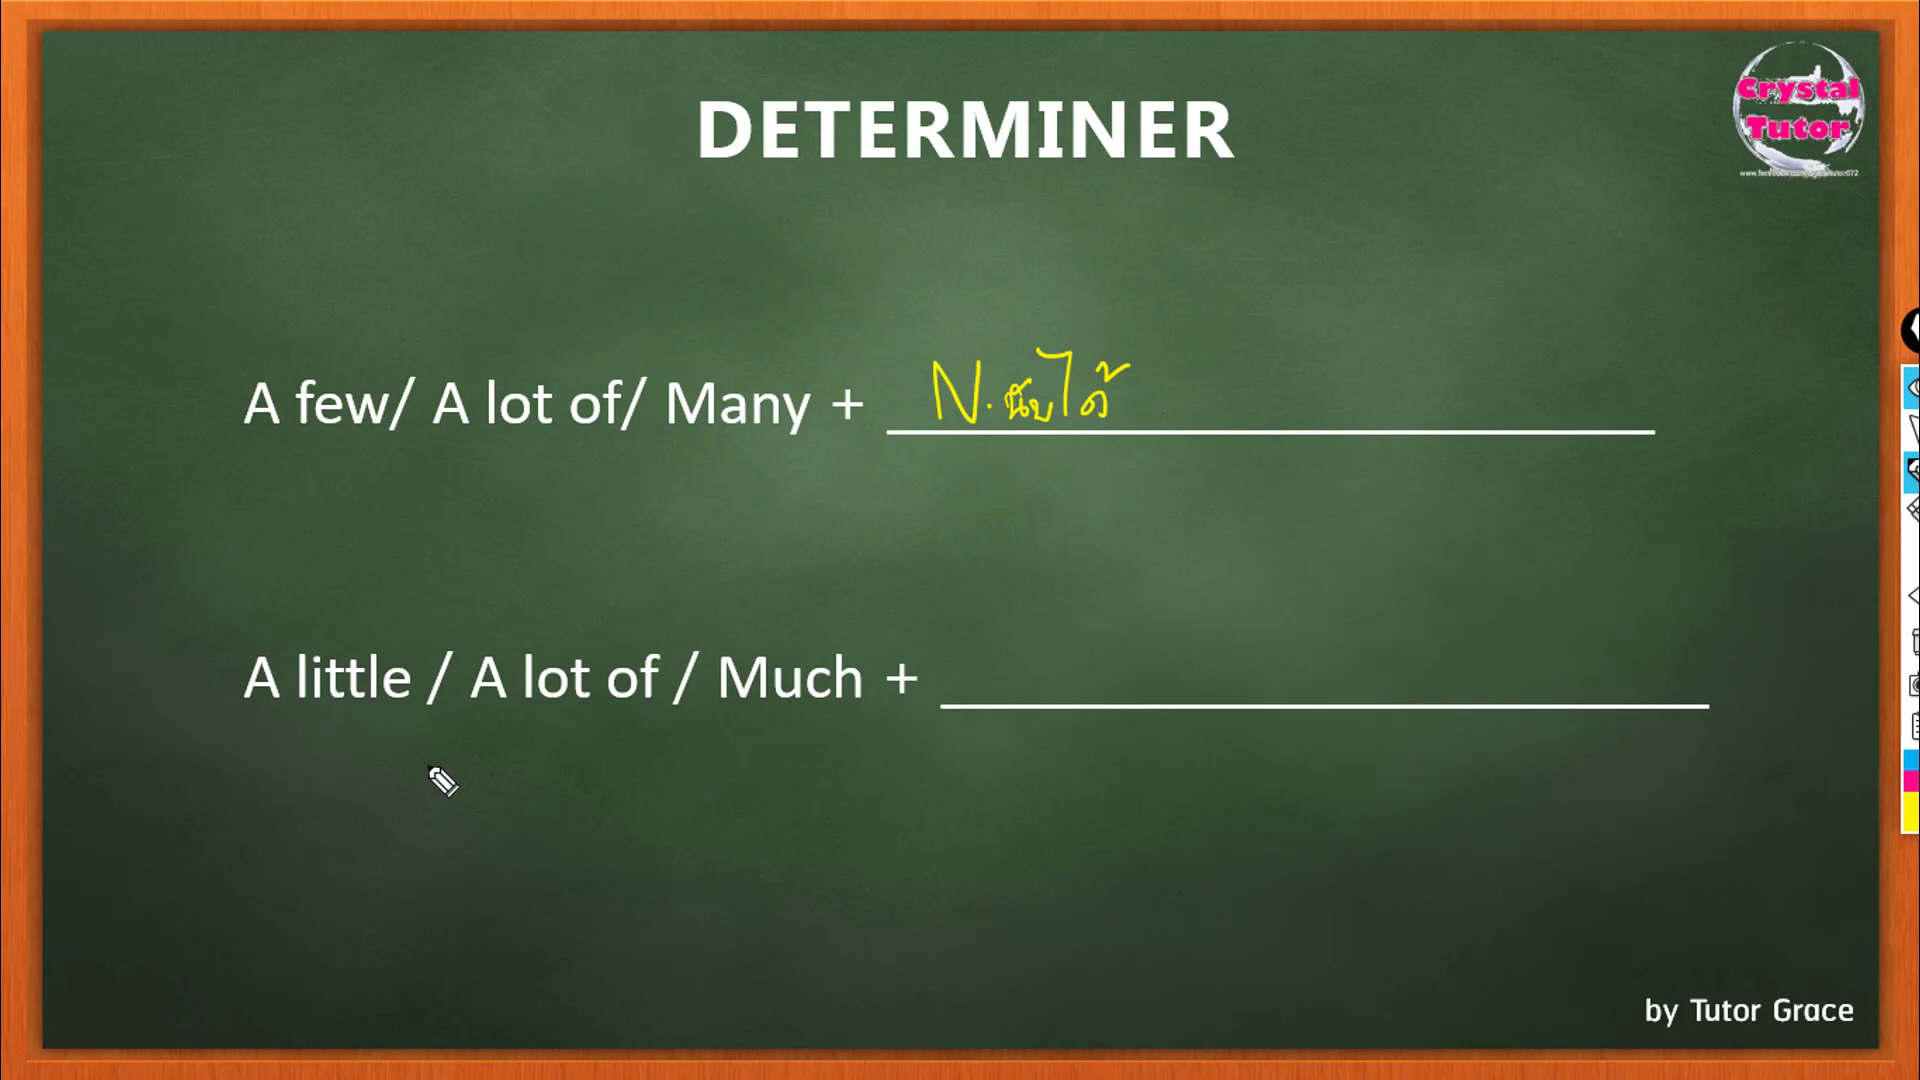 DETERMINER
Crystal
Tutor
A few/ A lot of/ Many + N. นับได้
A little / A lot of / Much +
by Tutor Grace